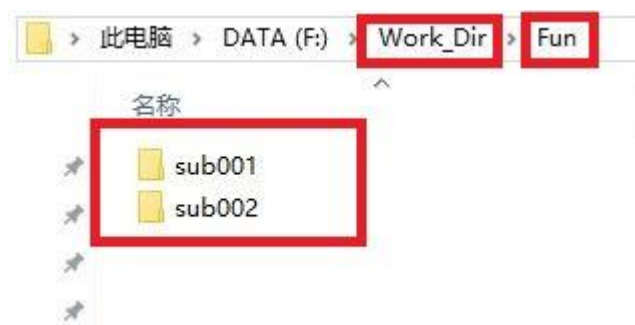 此电脑 > DATA (F:) > Work_Dir > Fun
名称
sub001
sub002